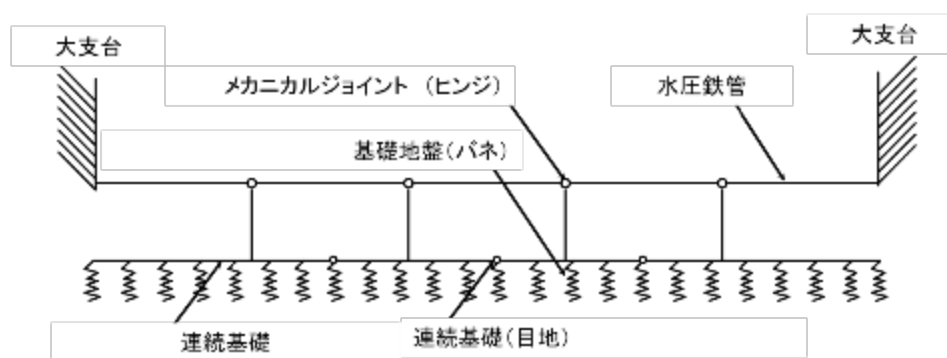 大支台
大支台
メカニカルジョイント (ヒンジ)
水圧鉄管
基礎地盤(バネ)
連続基礎
連続基礎(目地)